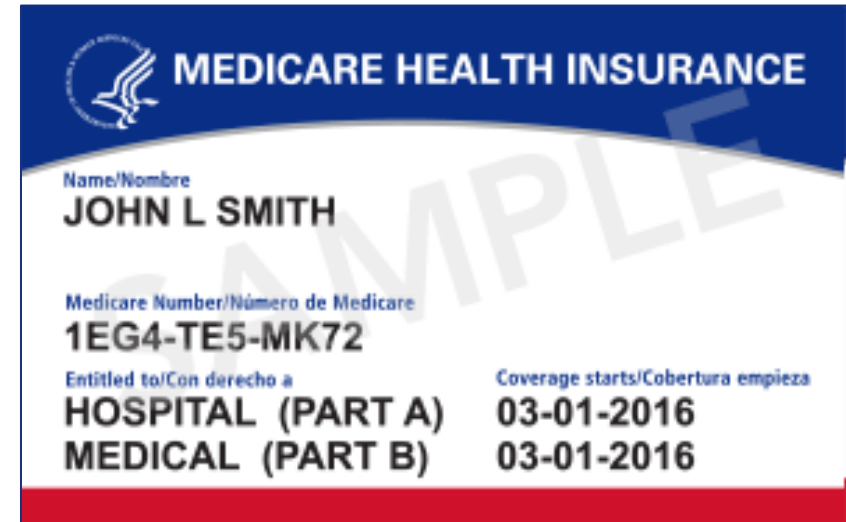 MEDICARE HEALTH INSURANCE
SAMPLE
Name/Nombre
JOHN L SMITH
Medicare Number/Número de Medicare
1EG4-TE5-MK72
Entitled to/Con derecho a Coverage starts/Cobertura empieza
HOSPITAL (PART A) 03-01-2016
MEDICAL (PART B) 03-01-2016